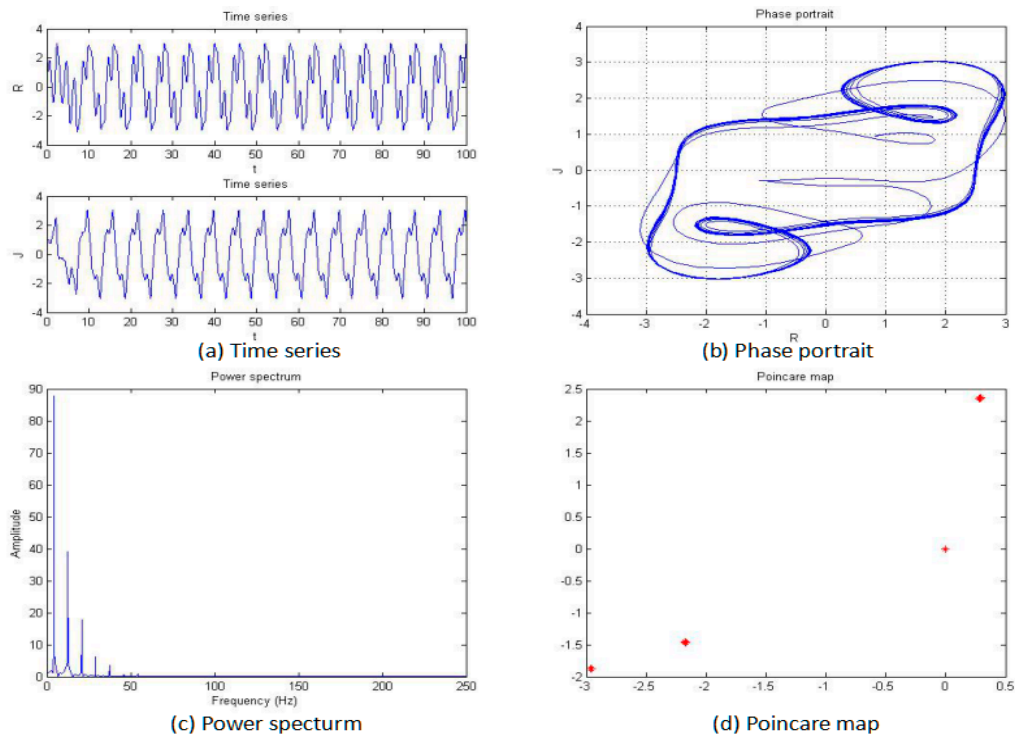 Time series
4
2
0
-2
-4
R
0 10 20 30 40 50 60 70 80 90 100
t
Time series
4
2
0
-2
-4
J
0 10 20 30 40 50 60 70 80 90 100
t
(a) Time series
Phase portrait
4
3
2
1
0
-1
-2
-3
-4
J
-4 -3 -2 -1 0 1 2 3
R
(b) Phase portrait
Power spectrum
90
80
70
60
50
40
30
20
10
0
Amplitude
0 50 100 150 200 250
Frequency (Hz)
(c) Power specturm
Poincare map
2.5
2
1.5
1
0.5
0
-0.5
-1
-1.5
-2
-3 -2.5 -2 -1.5 -1 -0.5 0 0.5
(d) Poincare map